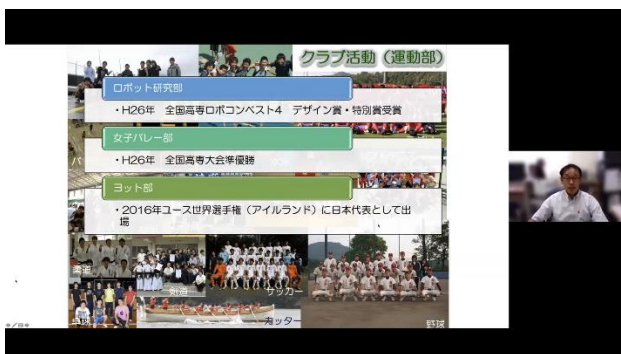 クラブ活動（運動部）
ロボット研究部
・H26年　全国高専ロボコンベスト4　デザイン賞・特別賞受賞
女子バレー部
・H26年　全国高専大会準優勝
ヨット部
・2016年ユース世界選手権（アイルランド）に日本代表として出
場
柔道
剣道
サッカー
カッター
野球